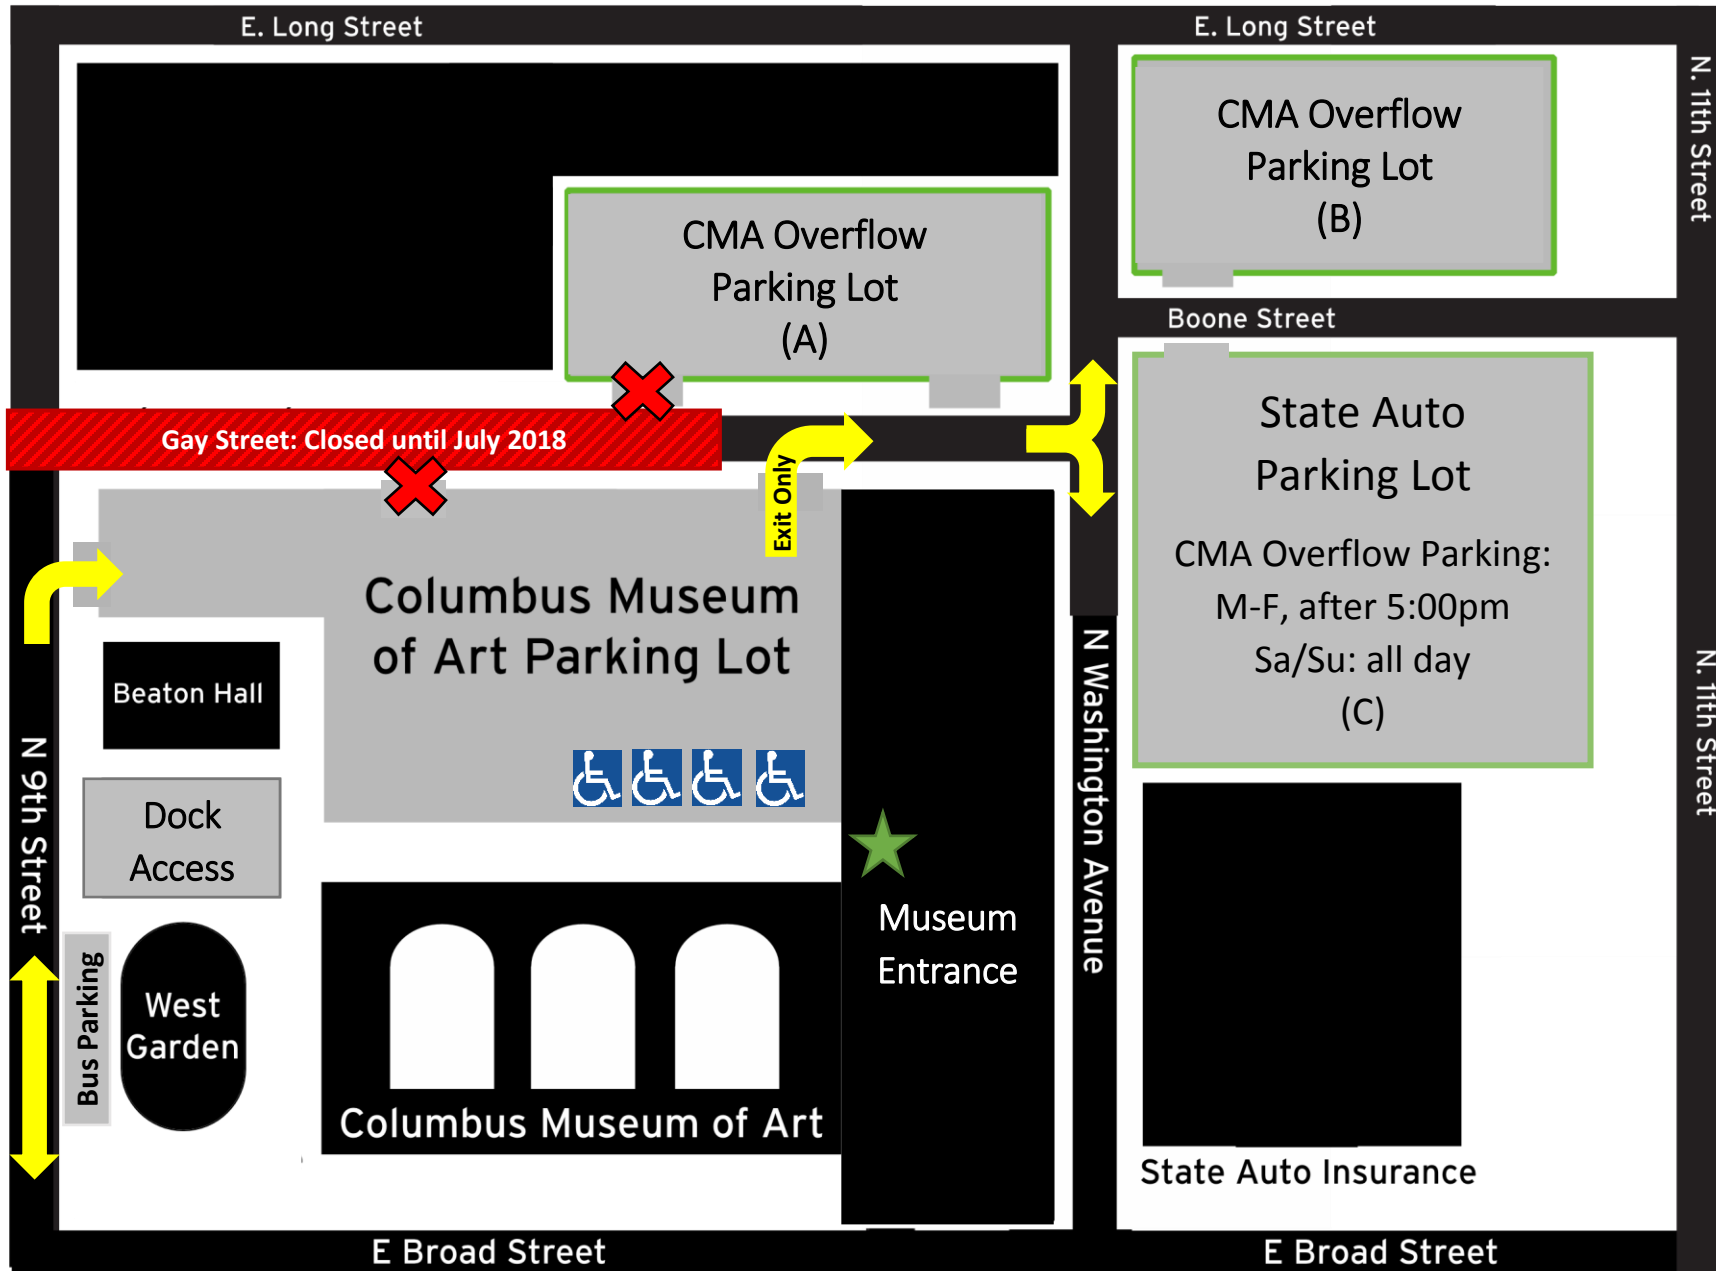 E. Long Street
E. Long Street
N. 11th Street
CMA Overflow
Parking Lot
(B)
CMA Overflow
Parking Lot
(A)
Boone Street
Gay Street: Closed until July 2018
Exit Only
State Auto
Parking Lot
CMA Overflow Parking:
M-F, after 5:00pm
Sa/Su: all day
(C)
Columbus Museum
of Art Parking Lot
Beaton Hall
N 9th Street
Dock
Access
N Washington Avenue
N. 11th Street
Museum
Entrance
Bus Parking
West
Garden
Columbus Museum of Art
State Auto Insurance
E Broad Street
E Broad Street